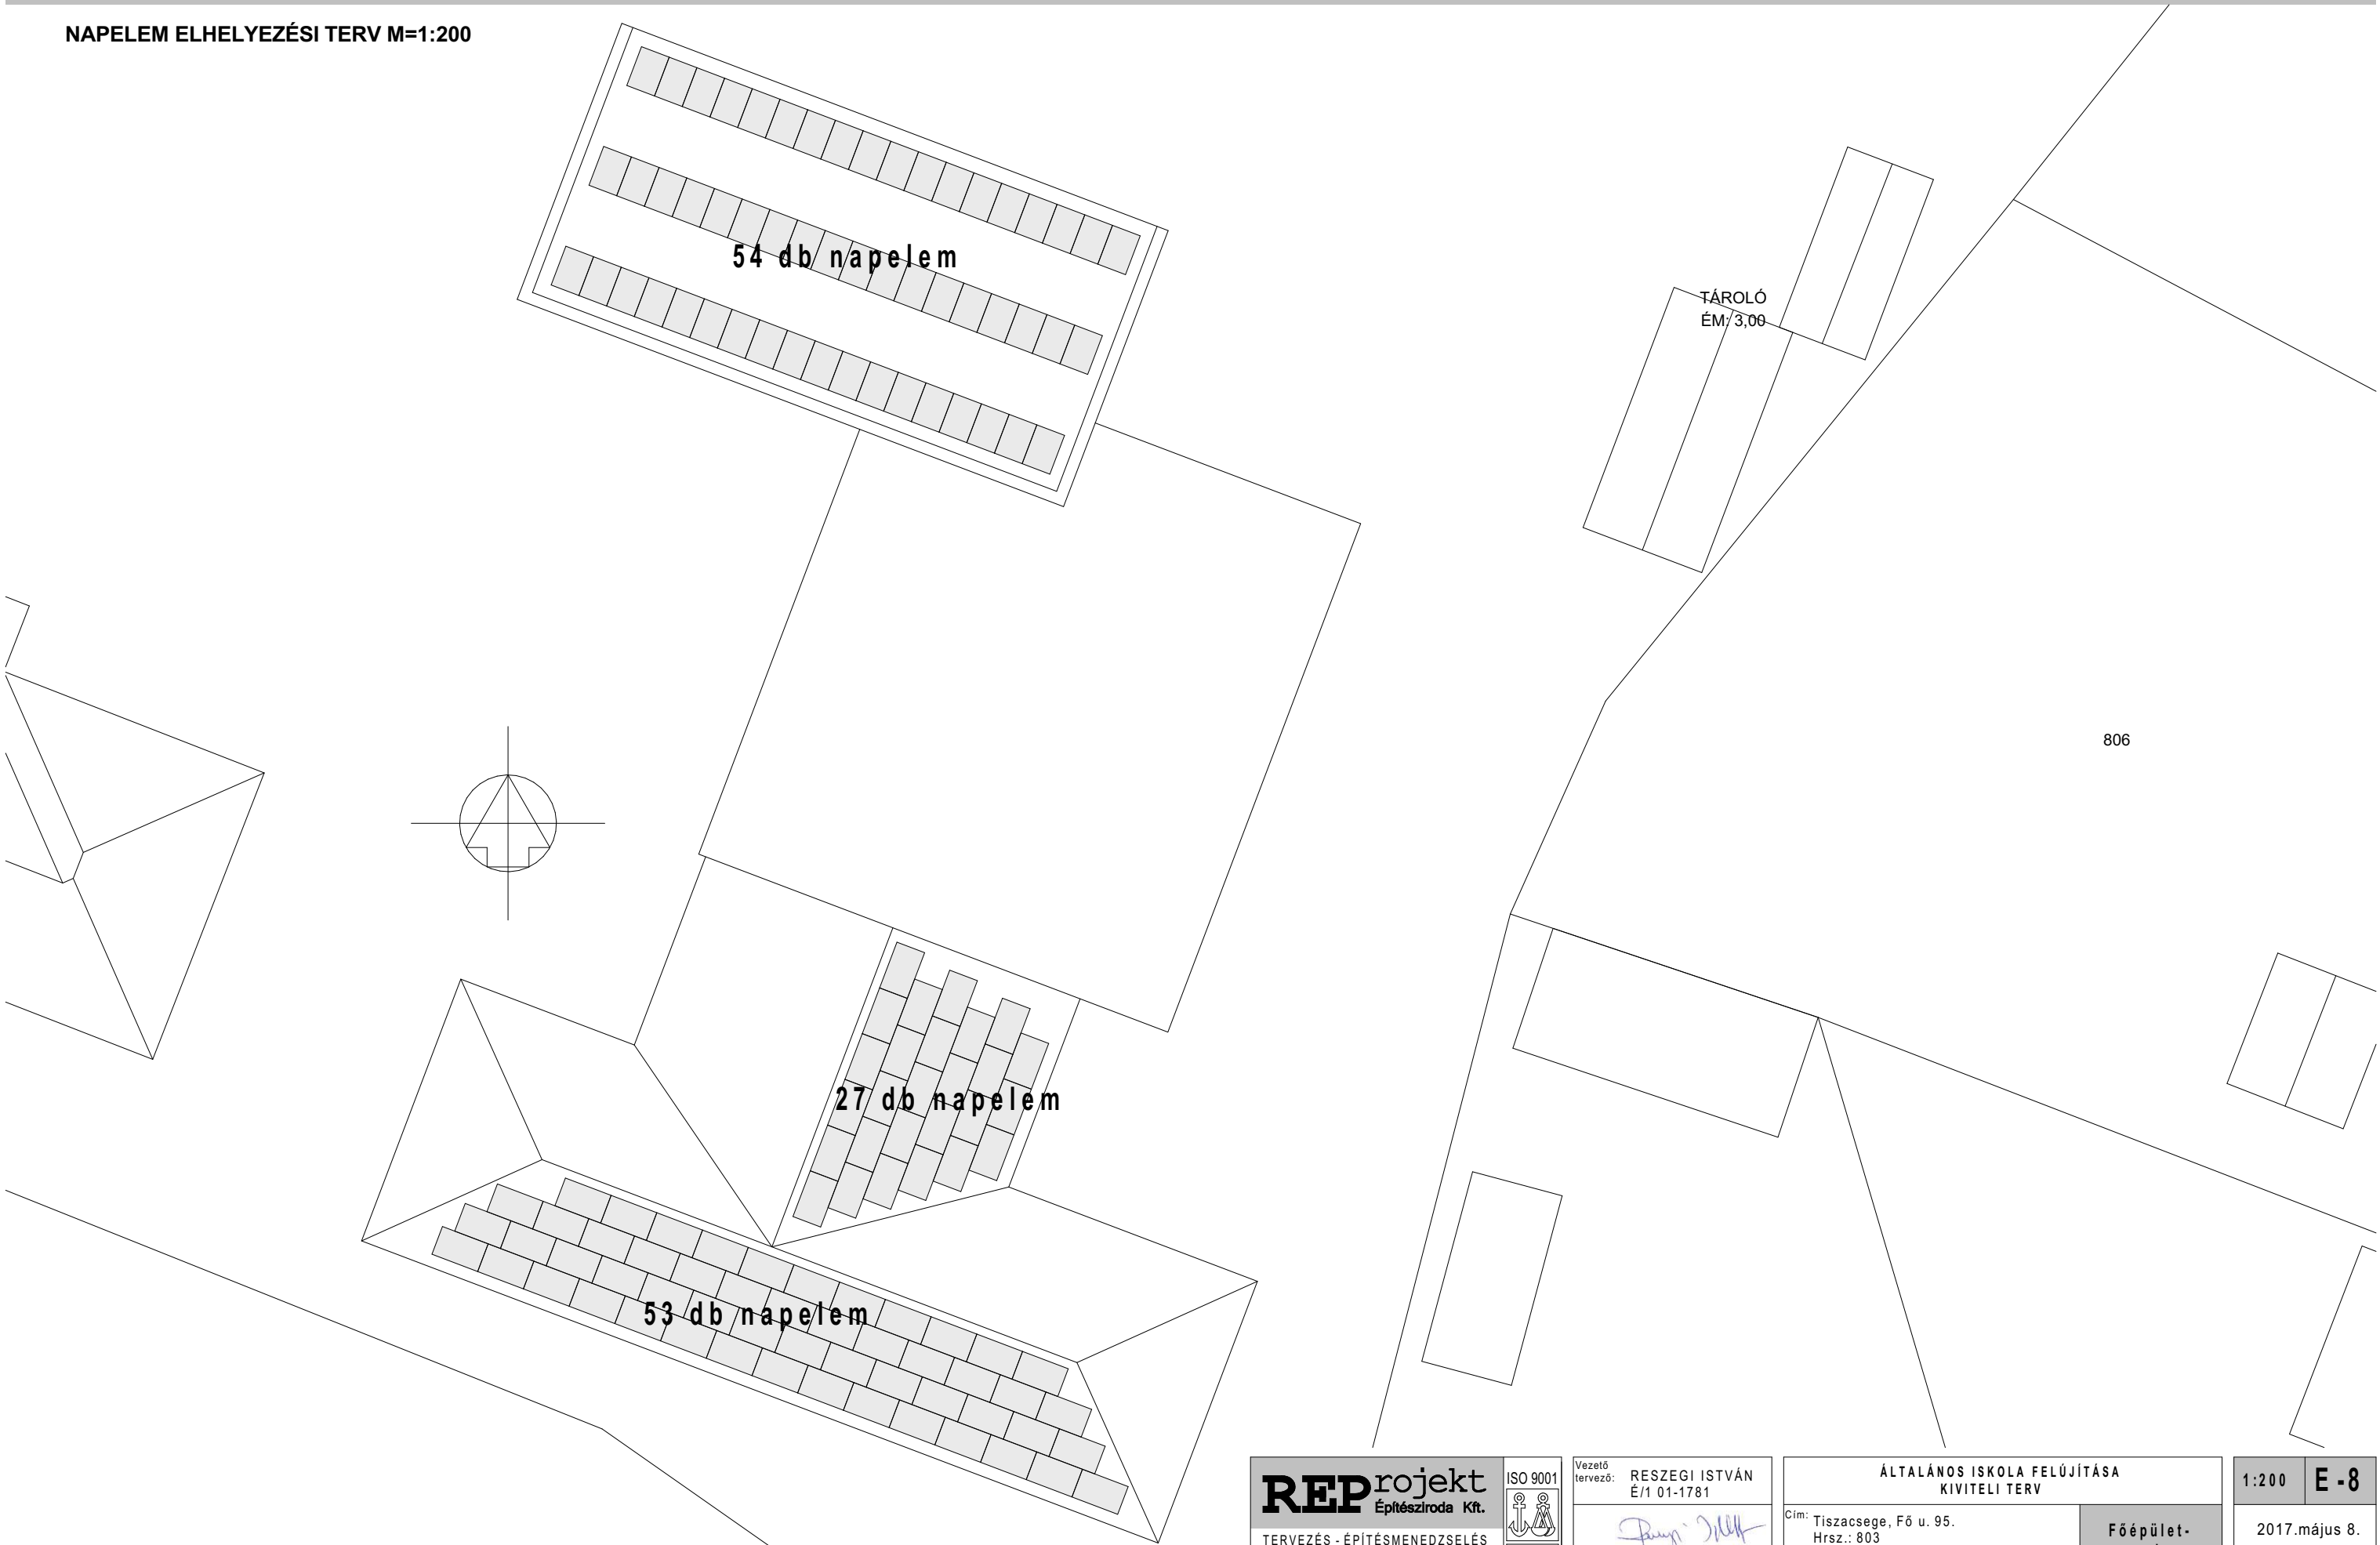 NAPELEM ELHELYEZÉSI TERV M=1:200
54 db napelem
TÁROLÓ
ÉM: 3,00
806
27 db napelem
53 db napelem
REProjekt
Építésziroda Kft.
TERVEZÉS - ÉPÍTÉSMENEDZSELÉS
ISO 9001
Vezető
tervező: RESZEGI ISTVÁN
É/1 01-1781
ÁLTALÁNOS ISKOLA FELÚJÍTÁSA
KIVITELI TERV
Cím: Tiszacsege, Fő u. 95.
Hrsz.: 803
Főépület-
1:200
E -8
2017.május 8.